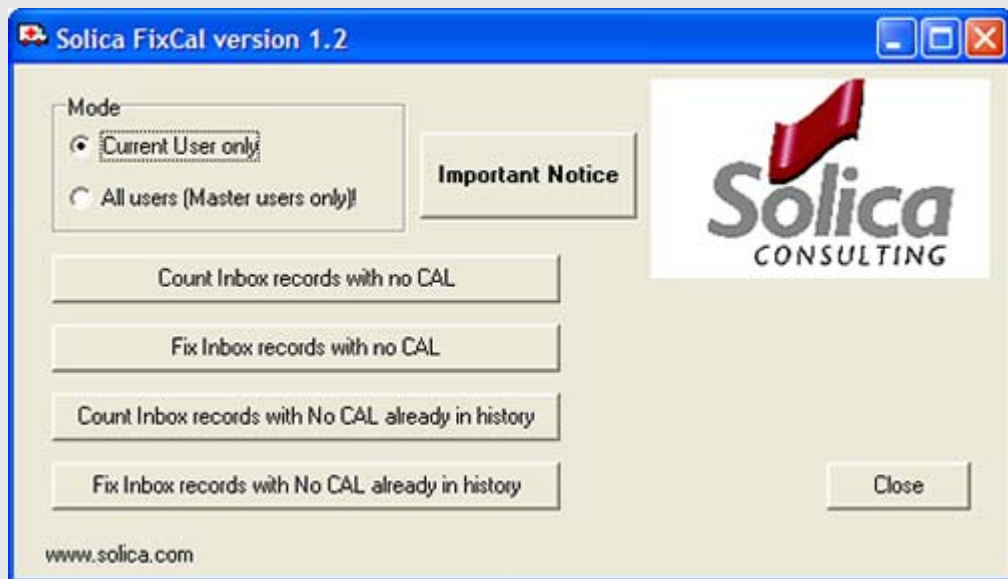 Solica FixCal version 1.2
Mode
Current User only
All users (Master users only)!
Important Notice
Solica
CONSULTING
Count Inbox records with no CAL
Fix Inbox records with no CAL
Count Inbox records with No CAL already in history
Fix Inbox records with No CAL already in history
Close
www.solica.com